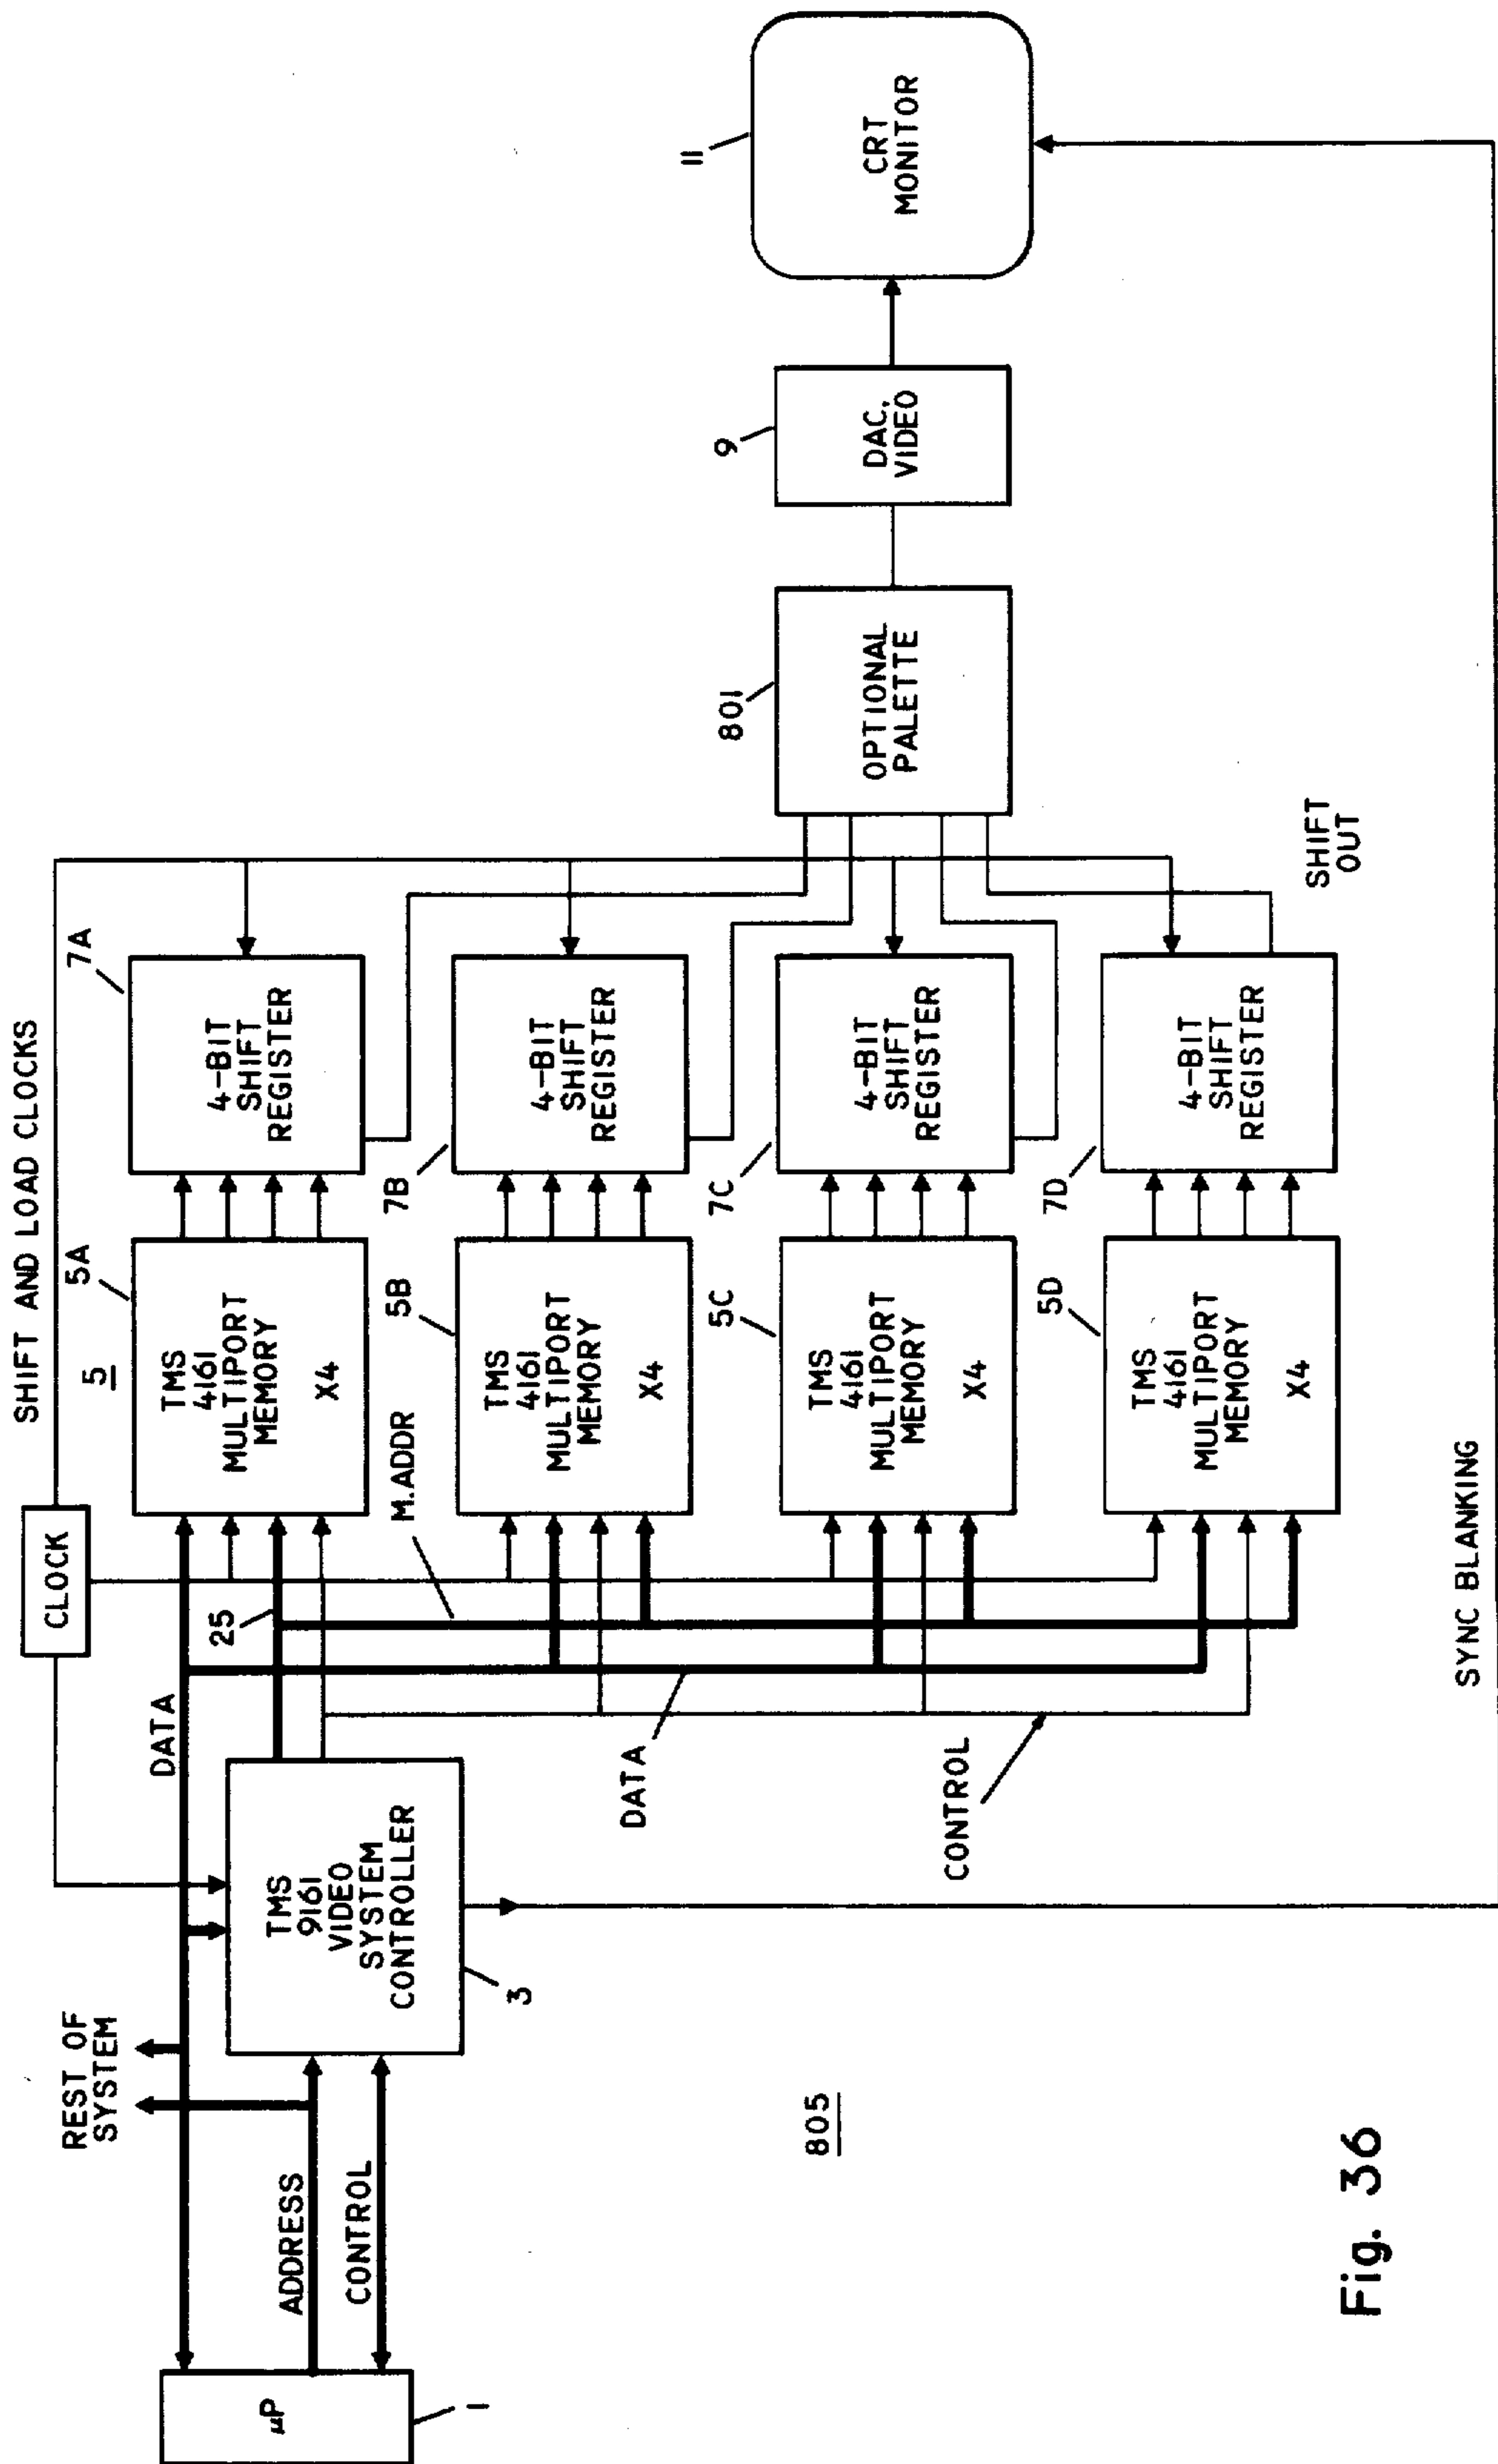 SHIFT AND LOAD CLOCKS
CLOCK
REST OF
SYSTEM
DATA
5
5A
7A
TMS
4161
MULTIPORT
MEMORY
X4
4-BIT
SHIFT
REGISTER
25
M.ADDR
μP
1
ADDRESS
CONTROL
TMS
9161
VIDEO
SYSTEM
CONTROLLER
3
5B
7B
TMS
4161
MULTIPORT
MEMORY
X4
4-BIT
SHIFT
REGISTER
DATA
5C
7C
TMS
4161
MULTIPORT
MEMORY
X4
4-BIT
SHIFT
REGISTER
801
OPTIONAL
PALETTE
9
DAC,
VIDEO
11
CRT
MONITOR
CONTROL
5D
7D
TMS
4161
MULTIPORT
MEMORY
X4
4-BIT
SHIFT
REGISTER
SHIFT
OUT
805
SYNC BLANKING
Fig. 36